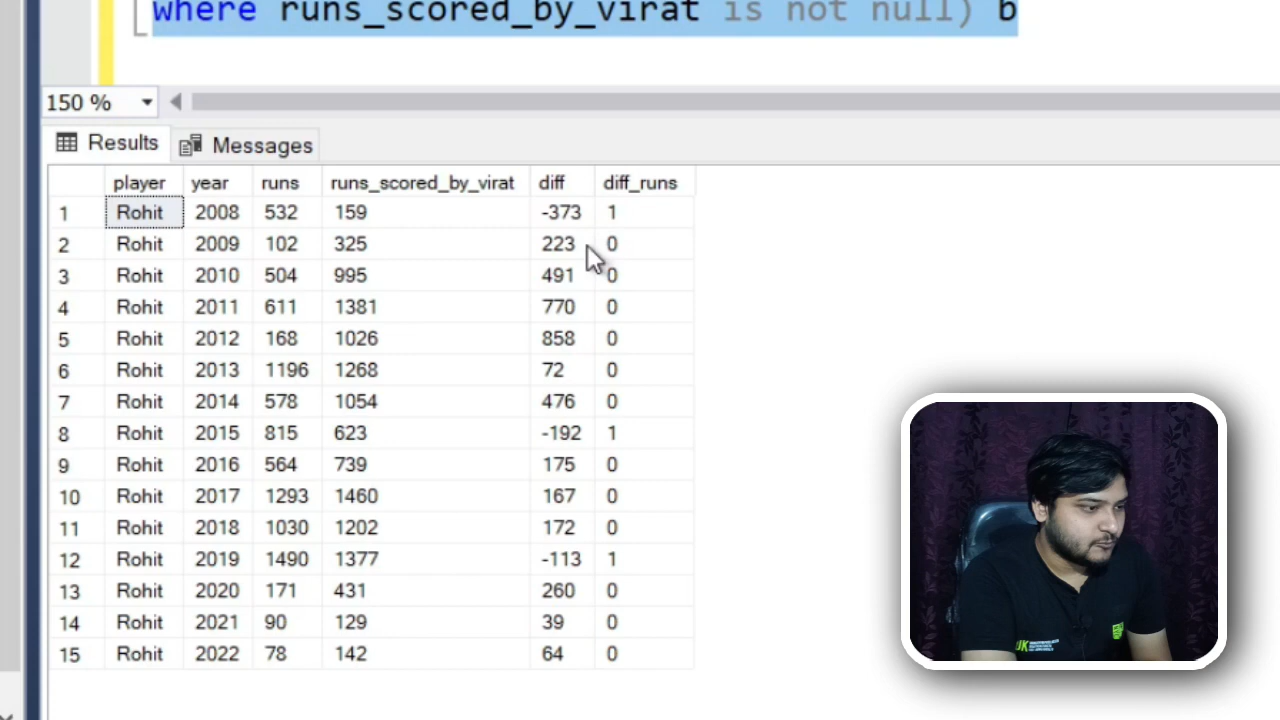 where runs_scored_by_virat is not null) b
150 %
Results Messages
player year runs runs_scored_by_virat diff diff_runs
1 Rohit 2008 532 159 -373 1
2 Rohit 2009 102 325 223 0
3 Rohit 2010 504 995 491 0
4 Rohit 2011 611 1381 770 0
5 Rohit 2012 168 1026 858 0
6 Rohit 2013 1196 1268 72 0
7 Rohit 2014 578 1054 476 0
8 Rohit 2015 815 623 -192 1
9 Rohit 2016 564 739 175 0
10 Rohit 2017 1293 1460 167 0
11 Rohit 2018 1030 1202 172 0
12 Rohit 2019 1490 1377 -113 1
13 Rohit 2020 171 431 260 0
14 Rohit 2021 90 129 39 0
15 Rohit 2022 78 142 64 0